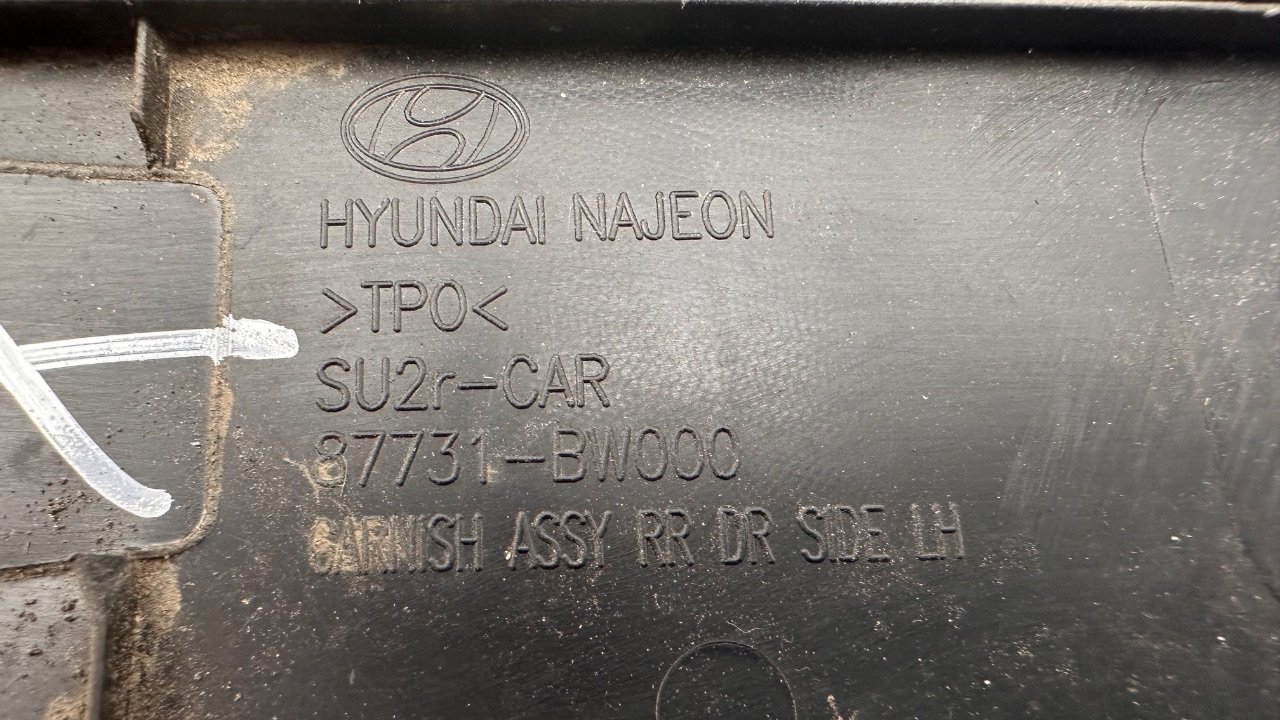 HYUNDAI NAJEON
>TPO<
SU2r-CAR
87731-BW000
GARNISH ASSY RR DR SIDE LH